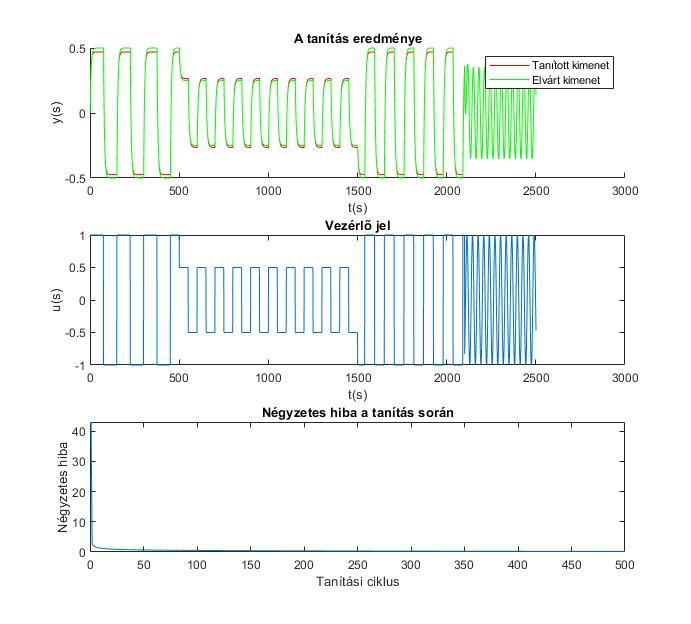 A tanítás eredménye
0.5
0
-0.5
y(s)
Tanított kimenet
Elvárt kimenet
0 500 1000 1500 2000 2500 3000
t(s)
Vezérlő jel
1
0.5
0
-0.5
-1
u(s)
0 500 1000 1500 2000 2500 3000
t(s)
Négyzetes hiba a tanítás során
40
30
20
10
0
Négyzetes hiba
0 50 100 150 200 250 300 350 400 450 500
Tanítási ciklus